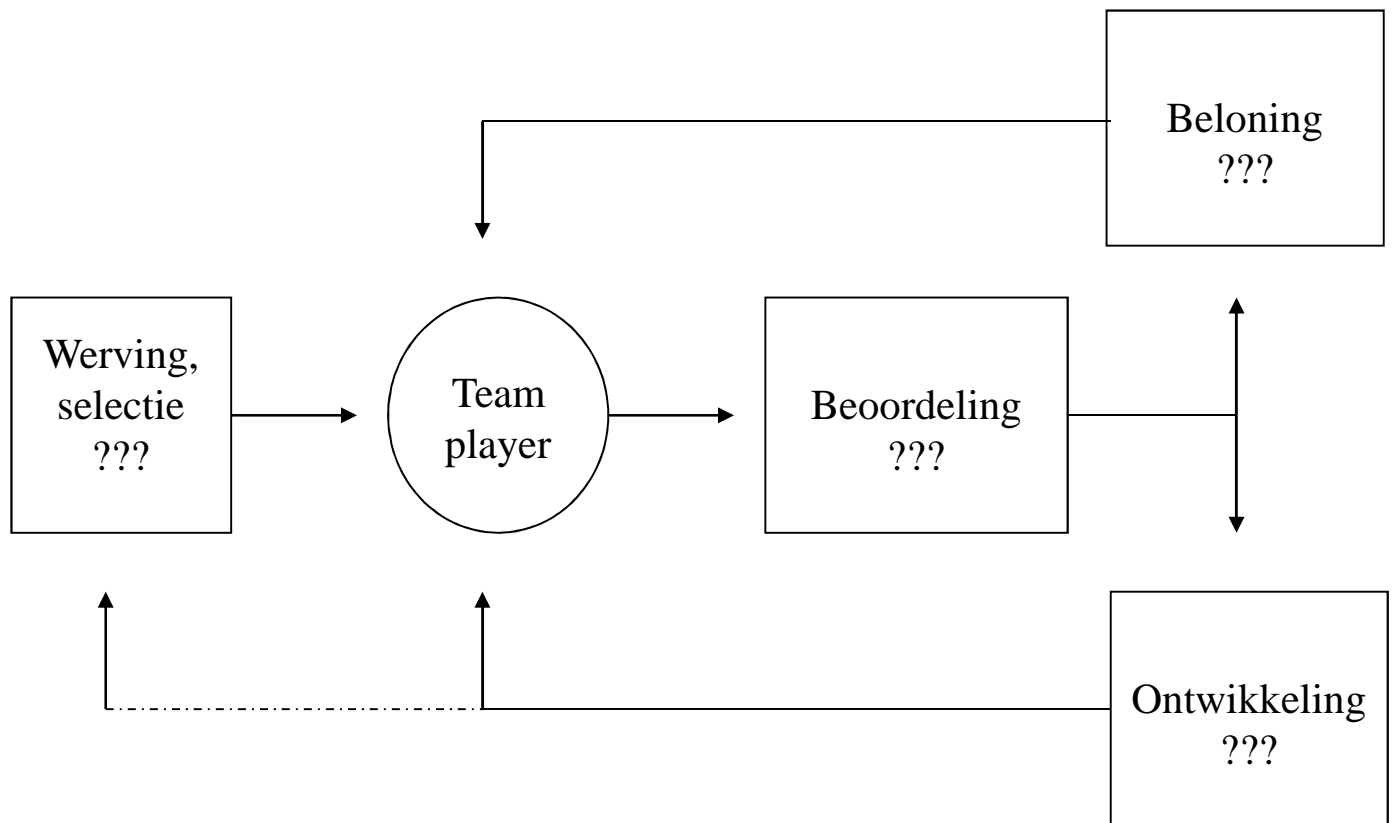 Beloning
???
Werving,
selectie
???
Team
player
Beoordeling
???
Ontwikkeling
???